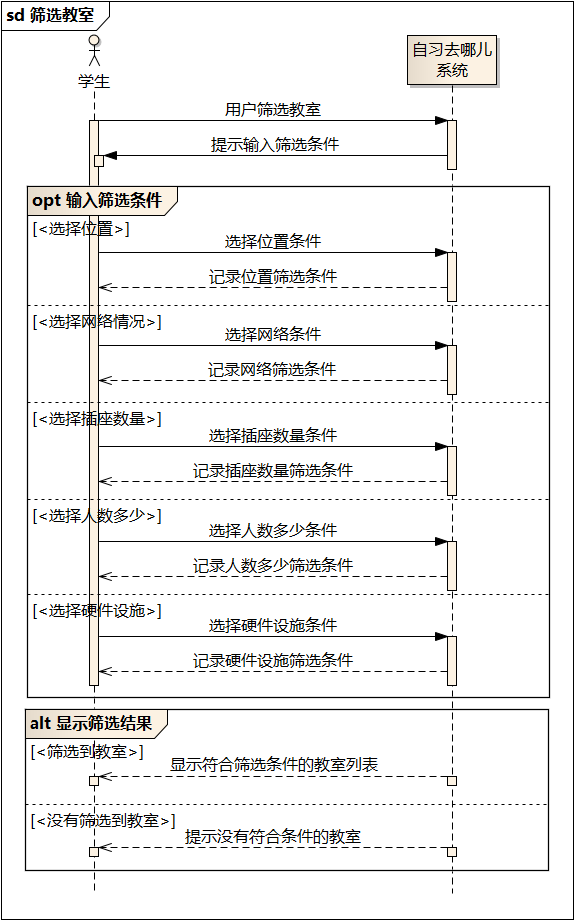 sd 筛选教室
学生
自习去哪儿
系统
用户筛选教室
提示输入筛选条件
opt 输入筛选条件
[<选择位置>]
选择位置条件
记录位置筛选条件
[<选择网络情况>]
选择网络条件
记录网络筛选条件
[<选择插座数量>]
选择插座数量条件
记录插座数量筛选条件
[<选择人数多少>]
选择人数多少条件
记录人数多少筛选条件
[<选择硬件设施>]
选择硬件设施条件
记录硬件设施筛选条件
alt 显示筛选结果
[<筛选到教室>]
显示符合筛选条件的教室列表
[<没有筛选到教室>]
提示没有符合条件的教室